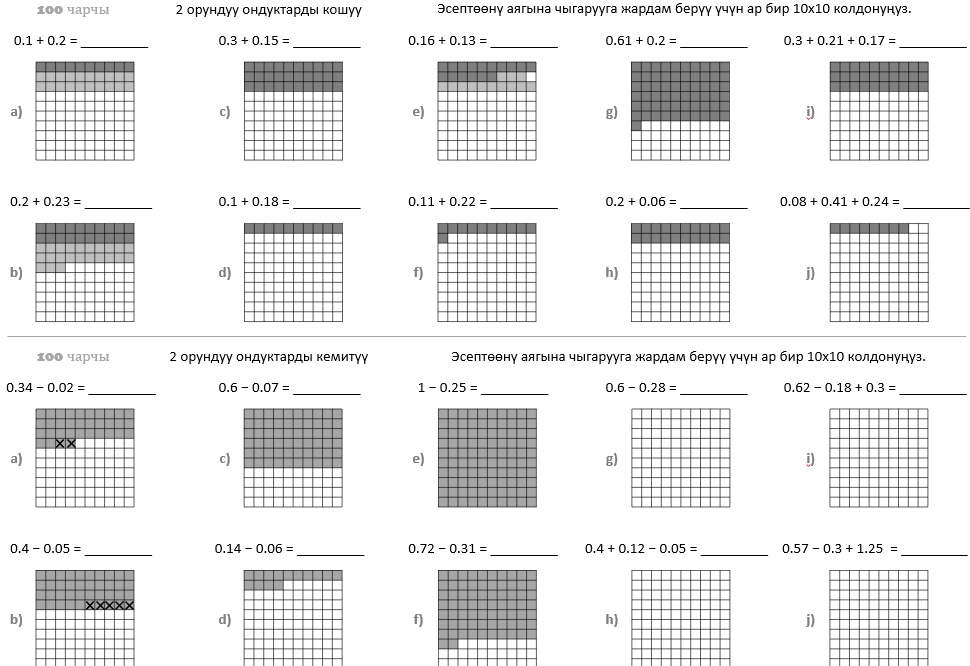 100 чарчы 2 орундуу ондуктарды кошуу Эсептөөнү аягына чыгарууга жардам берүү үчүн ар бир 10x10 колдонуңуз.
0.1 + 0.2 = _________ 0.3 + 0.15 = _________ 0.16 + 0.13 = _________ 0.61 + 0.2 = _________ 0.3 + 0.21 + 0.17 = _________
a) c) e) g) i)
0.2 + 0.23 = _________ 0.1 + 0.18 = _________ 0.11 + 0.22 = _________ 0.2 + 0.06 = _________ 0.08 + 0.41 + 0.24 = _________
b) d) f) h) j)
100 чарчы 2 орундуу ондуктарды кемитүү Эсептөөнү аягына чыгарууга жардам берүү үчүн ар бир 10x10 колдонуңуз.
0.34 − 0.02 = _________ 0.6 − 0.07 = _________ 1 − 0.25 = _________ 0.6 − 0.28 = _________ 0.62 − 0.18 + 0.3 = _________
a) c) e) g) i)
0.4 − 0.05 = _________ 0.14 − 0.06 = _________ 0.72 − 0.31 = _________ 0.4 + 0.12 − 0.05 = _________ 0.57 − 0.3 + 1.25 = _________
b) d) f) h) j)